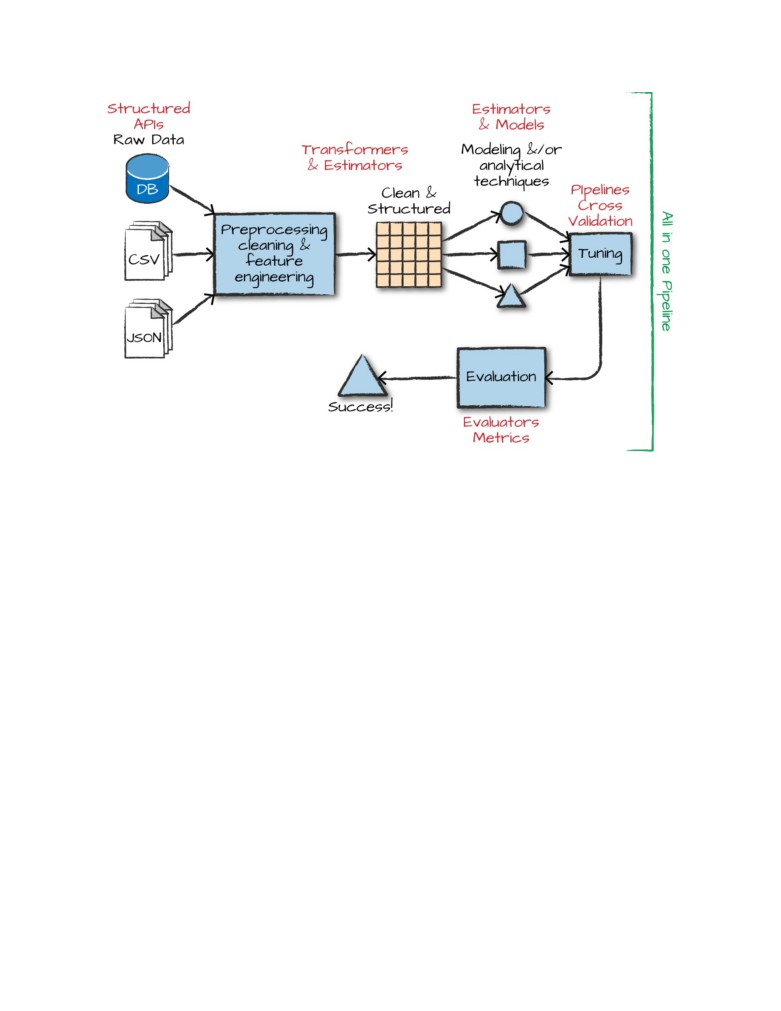 Structured
APIs
Raw Data
DB
CSV
JSON
Preprocessing
cleaning &
feature
engineering
Transformers
& Estimators
Clean &
Structured
Estimators
& Models
Modeling &/or
analytical
techniques
Pipelines
Cross
Validation
Tuning
Evaluation
Evaluators
Metrics
Success!
All in one Pipeline